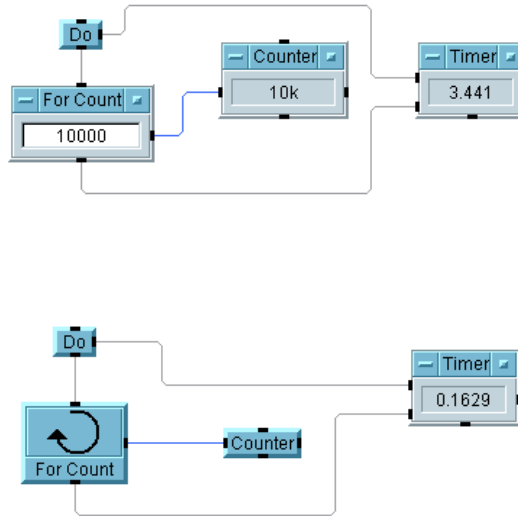 Do
Counter
Timer
For Count
10k
3.441
10000
Do
Timer
0.1629
Counter
For Count